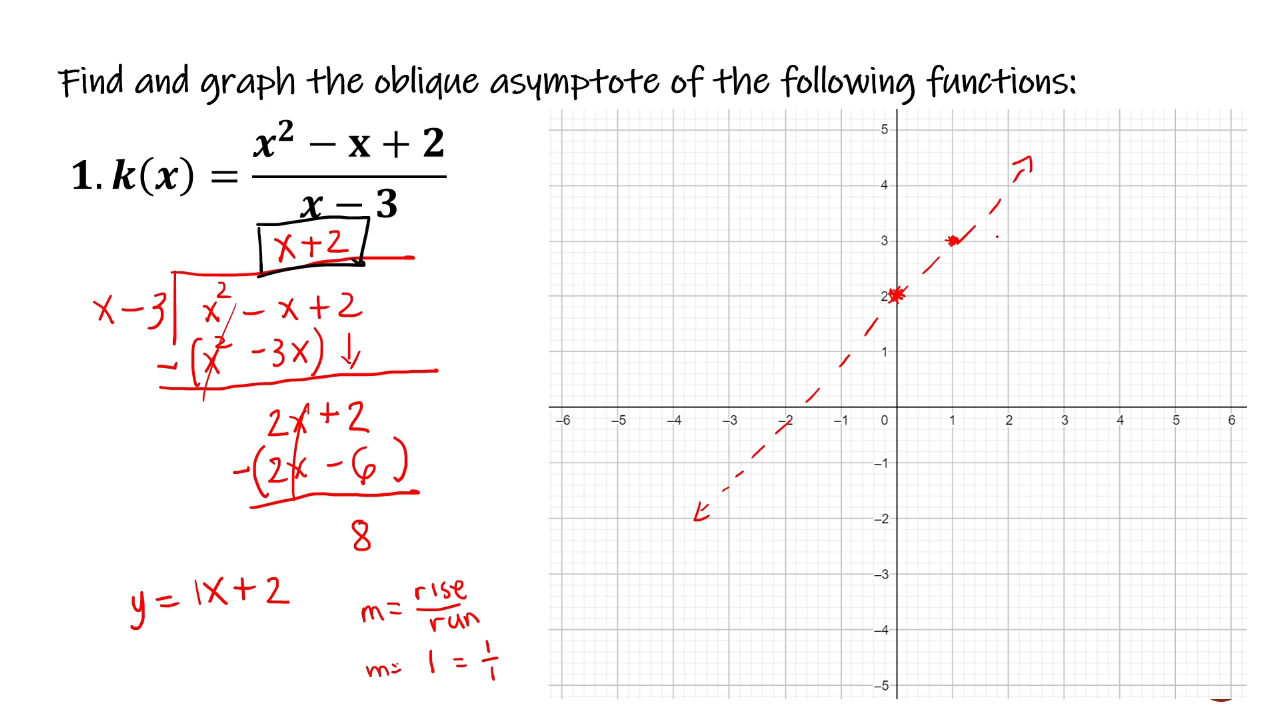 Find and graph the oblique asymptote of the following functions:
1. k(x) = (x² − x + 2)/(x − 3)
x+2
x−3 | x² − x + 2
−(x² −3x) ↓
2x + 2
−(2x − 6)
8
y = 1x + 2
m = rise/run
m = 1 = 1/1
5
4
3
2
1
−6 −5 −4 −3 −2 −1 0 1 2 3 4 5 6
−1
−2
−3
−4
−5